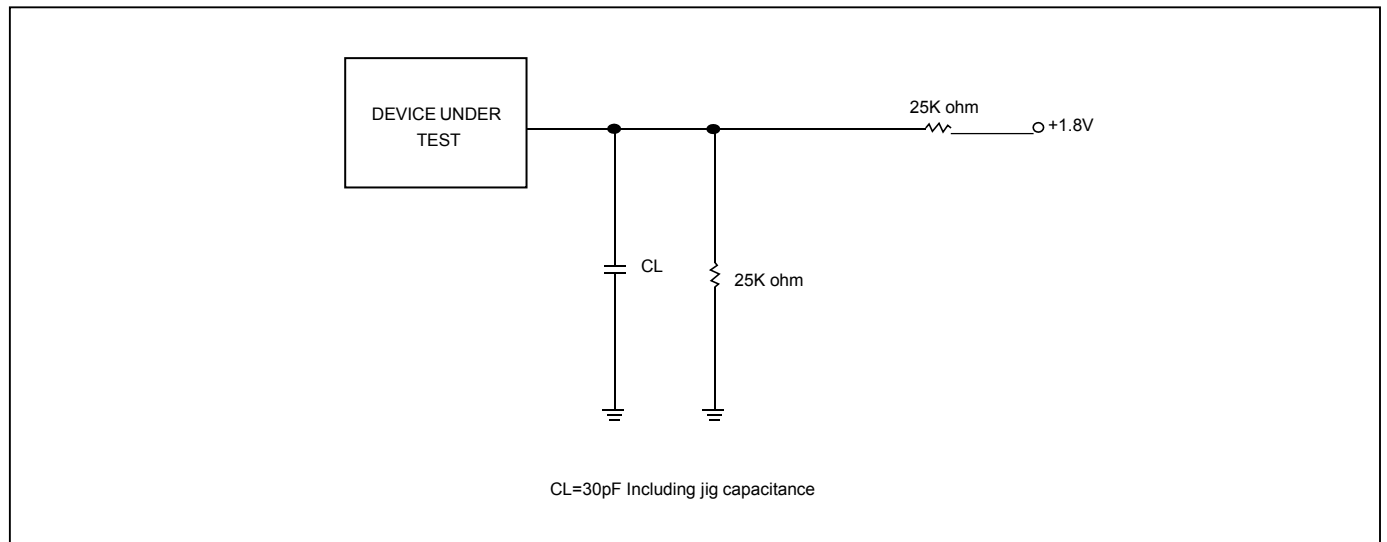 DEVICE UNDER
TEST
25K ohm
+1.8V
CL
25K ohm
CL=30pF Including jig capacitance